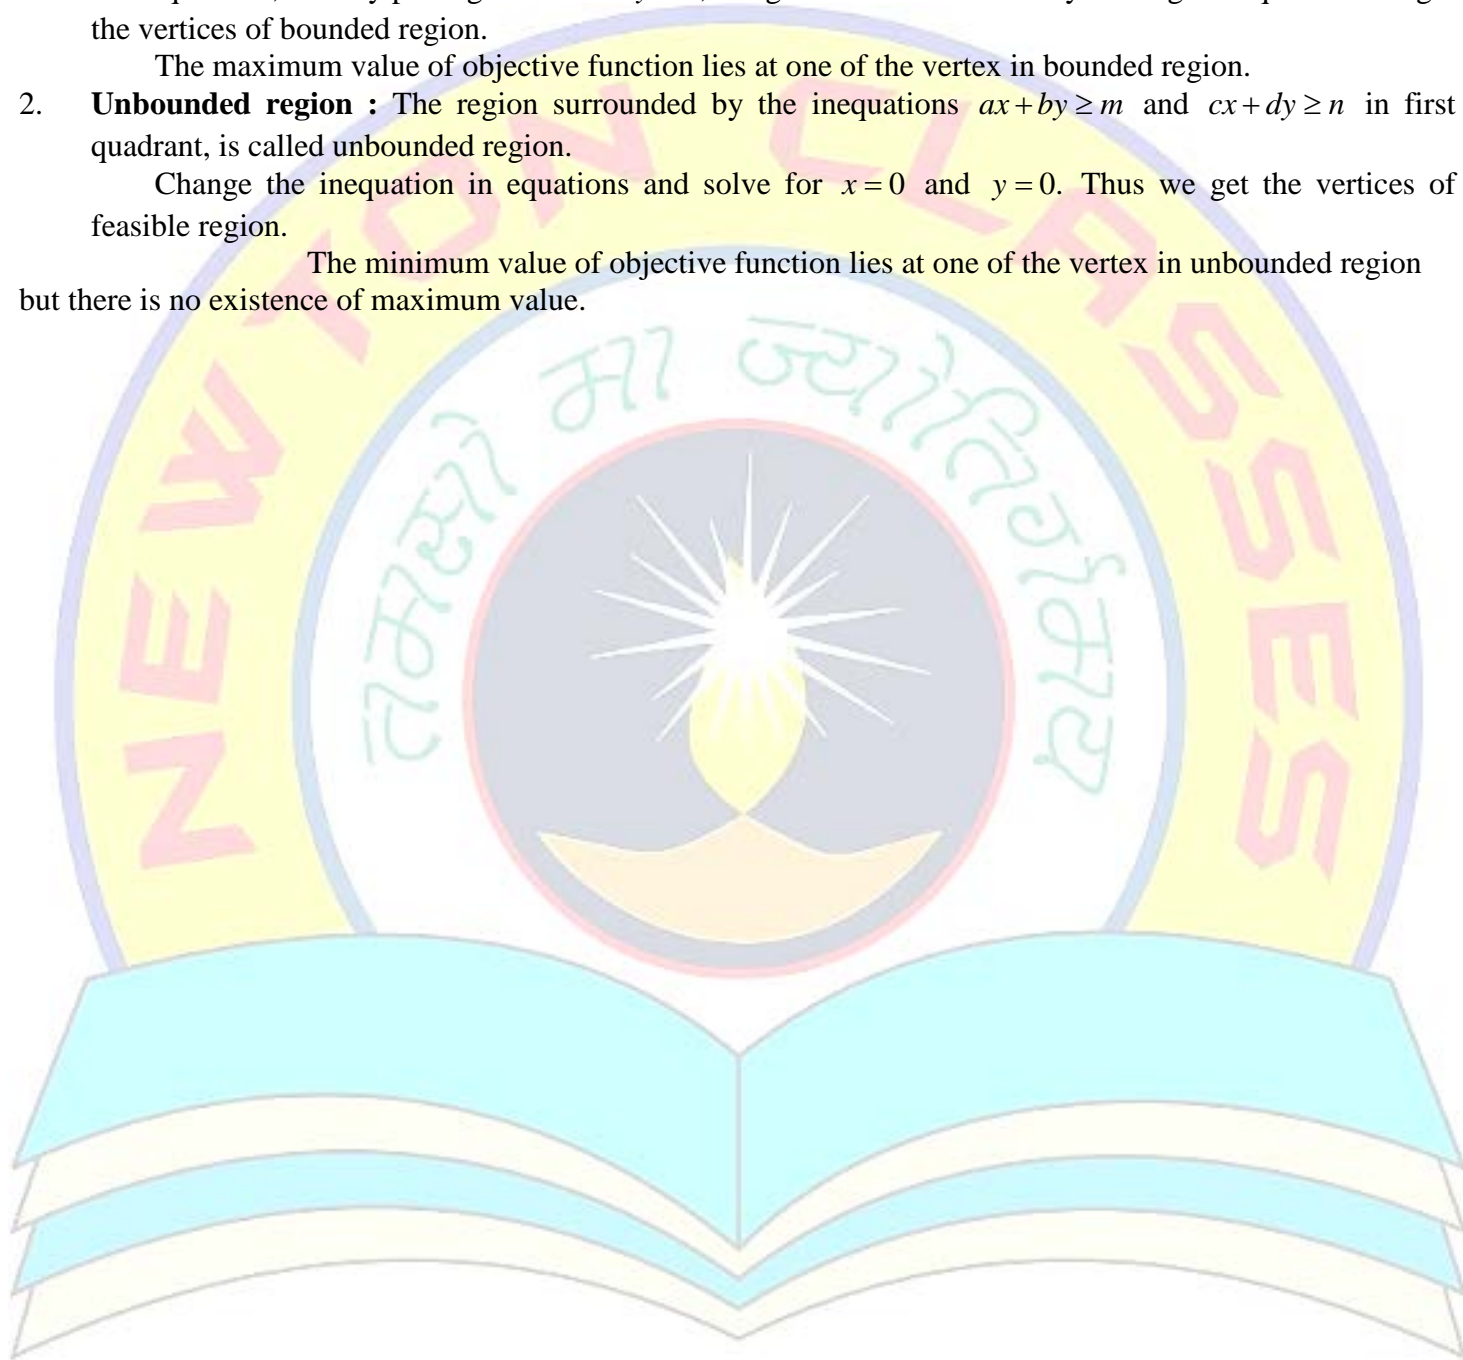 the vertices of bounded region.
The maximum value of objective function lies at one of the vertex in bounded region.
2. Unbounded region : The region surrounded by the inequations ax + by ≥ m and cx + dy ≥ n in first
quadrant, is called unbounded region.
Change the inequation in equations and solve for x = 0 and y = 0. Thus we get the vertices of
feasible region.
The minimum value of objective function lies at one of the vertex in unbounded region
but there is no existence of maximum value.
NEWTON CLASSES
तमसो मा ज्योतिर्गमय